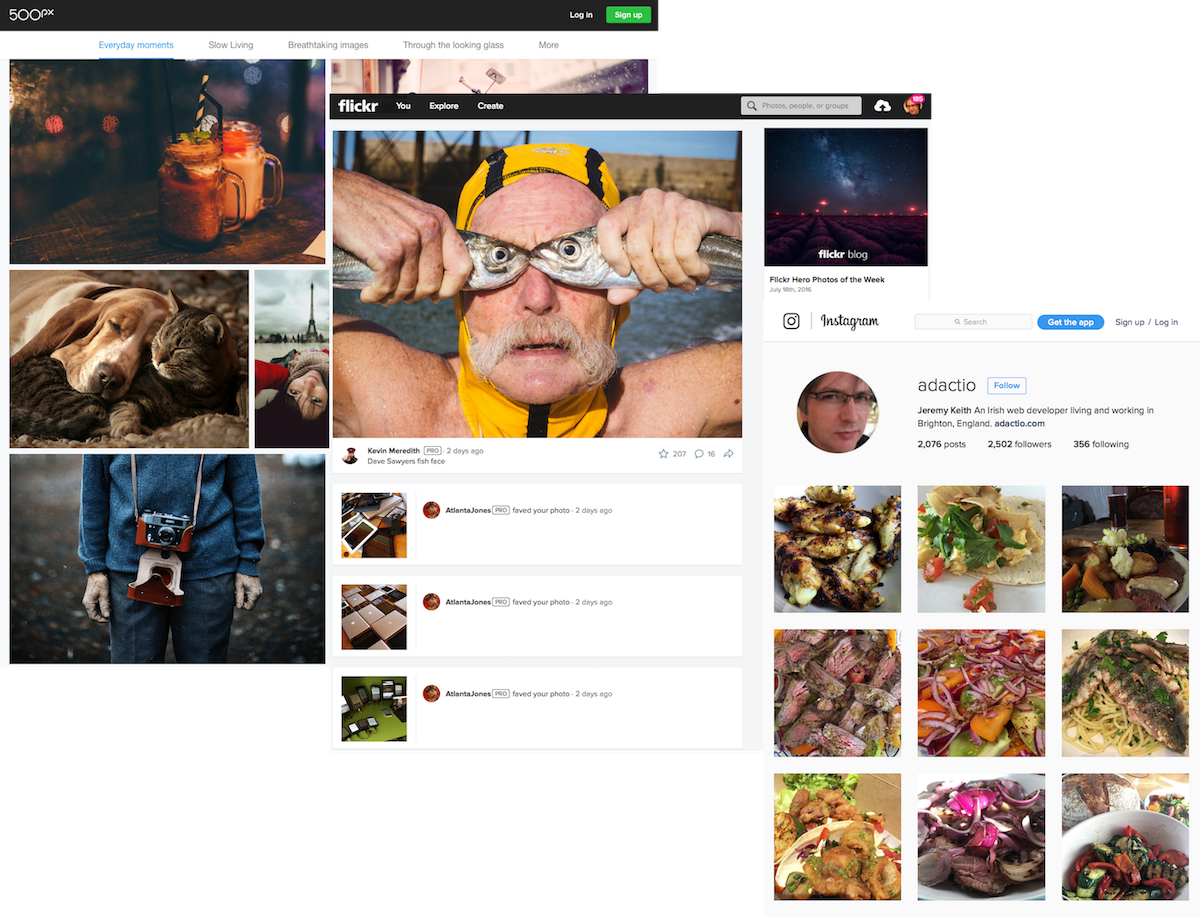 500px
Log in
Sign up
Everyday moments
Slow Living
Breathtaking images
Through the looking glass
More
flickr
You
Explore
Create
Photos, people, or groups
185
flickr blog
Flickr Hero Photos of the Week
July 18th, 2016
Kevin Meredith PRO · 2 days ago
Dave Sawyers fish face
207
16
AtlantaJones PRO faved your photo · 2 days ago
AtlantaJones PRO faved your photo · 2 days ago
AtlantaJones PRO faved your photo · 2 days ago
Instagram
Search
Get the app
Sign up / Log in
adactio
Follow
Jeremy Keith An Irish web developer living and working in
Brighton, England. adactio.com
2,076 posts
2,502 followers
356 following